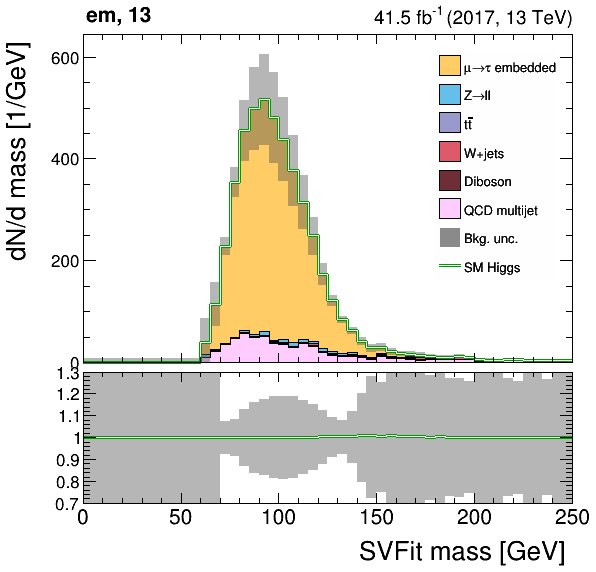 em, 13
41.5 fb⁻¹ (2017, 13 TeV)
dN/d mass [1/GeV]
600
400
200
0
μ→τ embedded
Z→ll
tt̄
W+jets
Diboson
QCD multijet
Bkg. unc.
SM Higgs
1.3
1.2
1.1
1
0.9
0.8
0.7
0 50 100 150 200 250
SVFit mass [GeV]